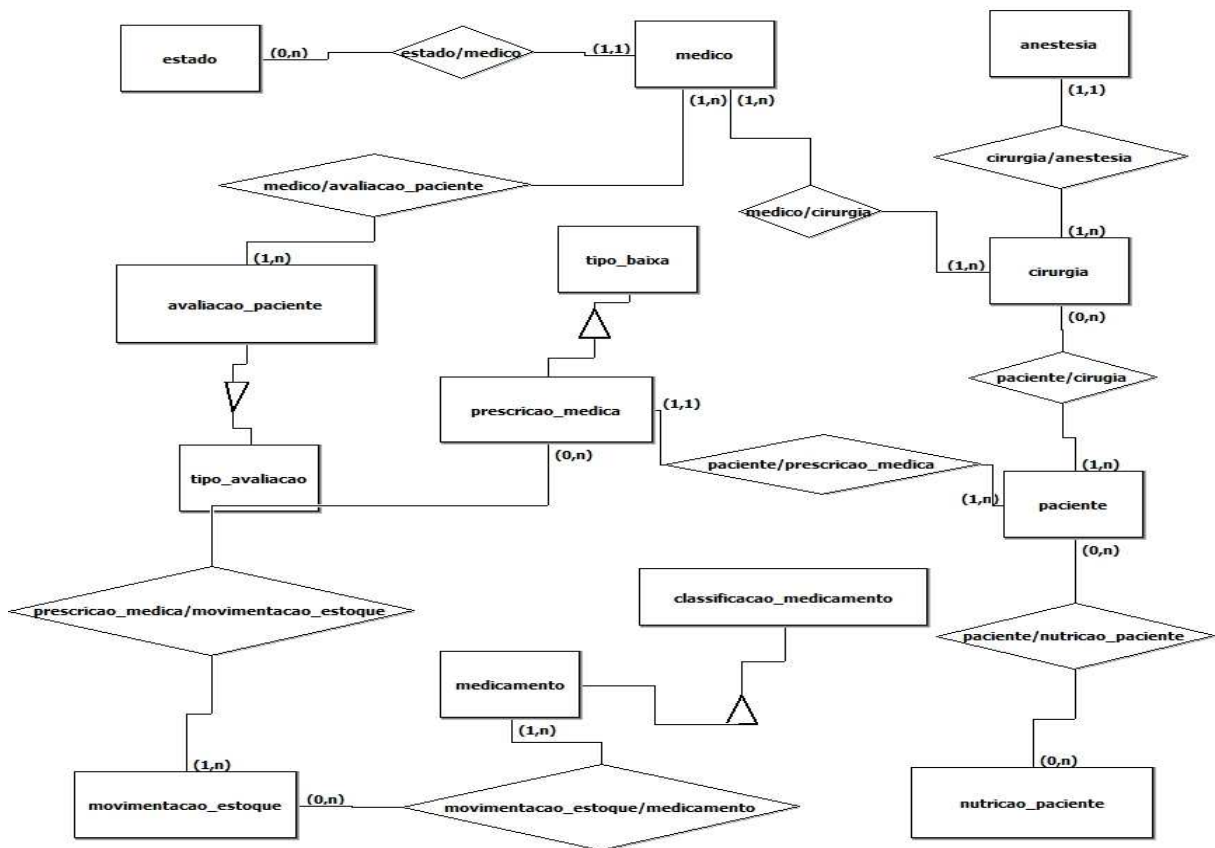 estado
(0,n)
estado/medico
(1,1)
medico
anestesia
(1,n)
(1,n)
(1,1)
medico/avaliacao_paciente
cirurgia/anestesia
medico/cirurgia
(1,n)
(1,n)
avaliacao_paciente
tipo_baixa
(1,n)
cirurgia
(0,n)
paciente/cirugia
prescricao_medica
(1,1)
(0,n)
paciente/prescricao_medica
tipo_avaliacao
(1,n)
(1,n)
paciente
(0,n)
prescricao_medica/movimentacao_estoque
classificacao_medicamento
paciente/nutricão_paciente
medicamento
(1,n)
(1,n)
(0,n)
movimentacao_estoque
(0,n)
movimentacao_estoque/medicamento
nutricão_paciente